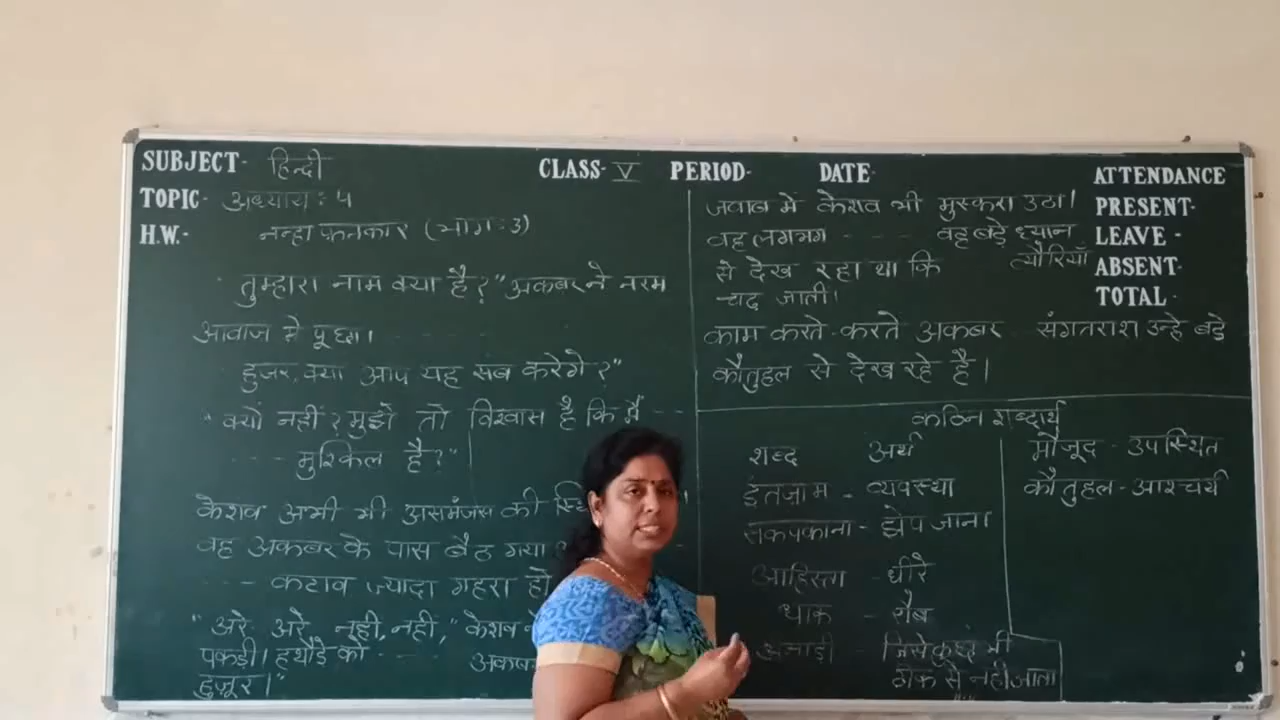 SUBJECT- हिन्दी
CLASS- V
PERIOD-
DATE-
TOPIC- अध्याय : 5
H.W.-
नन्हा फ़नकार (भाग : 3)
तुम्हारा नाम क्या है?" अकबर ने नरम
आवाज में पूछा।
हुजूर, क्या आप यह सब करेगे?"
"क्यों नहीं? मुझे तो विश्वास है कि मैं ---
---- मुश्किल है?"
केशव अभी भी असमंजस की
वह अकबर के पास बैठ गया
--- कटाव ज्यादा गहरा हो
"अरे अरे, नही, नही," केशव ने
पकड़ी। हथौड़े को ---- अकबर
हुजूर।"
जवाब में केशव भी मुस्करा उठा।
वह लगभग ---- वह बड़े ध्यान
से देख रहा था कि त्यौरियाँ
चढ़ जाती।
काम करते-करते अकबर -- संगतराश उन्हे बड़े
कौतुहल से देख रहे है।
ATTENDANCE
PRESENT-
LEAVE -
ABSENT-
TOTAL -
कठिन शब्दार्थ
शब्द अर्थ
इंतज़ाम - व्यवस्था
सकपकाना - झेप जाना
आहिस्ता - धीरे
धाक - रौब
अनाड़ी - जिसे कुछ भी
ठीक से नही आता
मौजूद - उपस्थित
कौतुहल - आश्चर्य